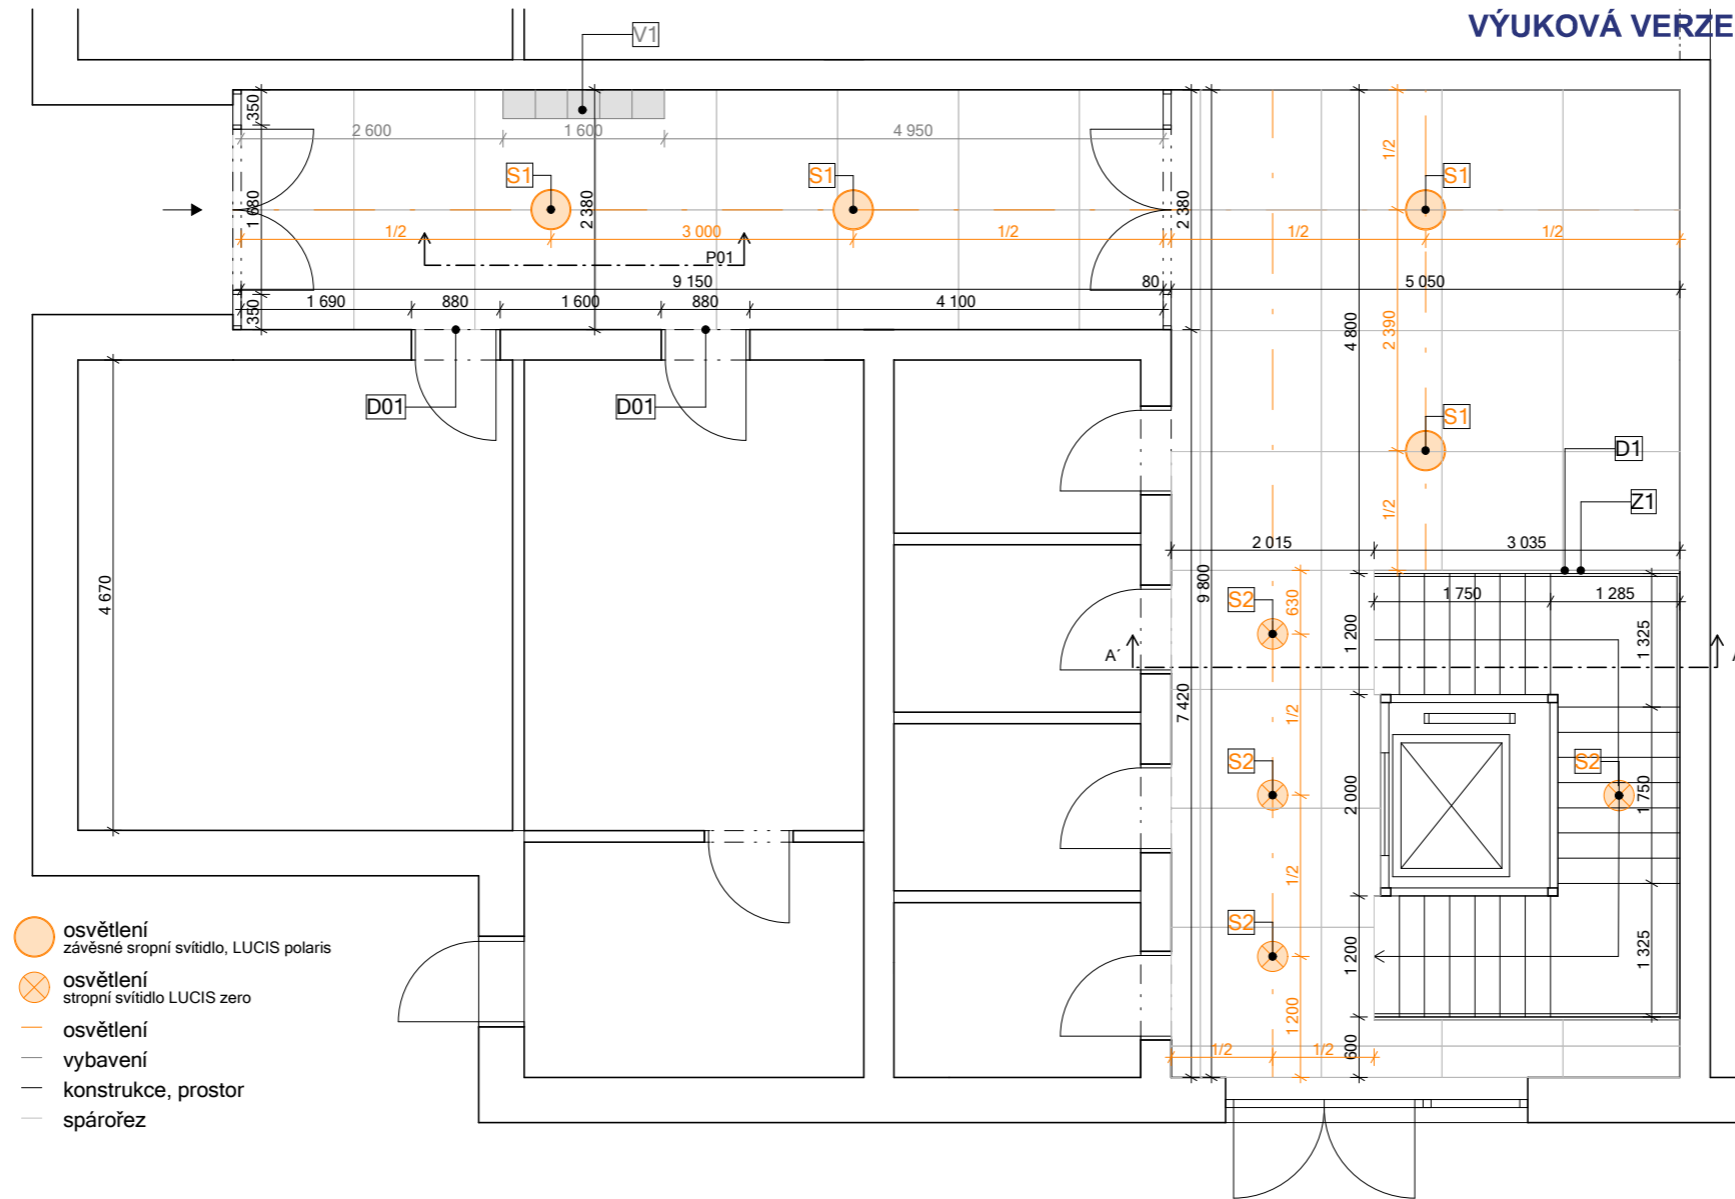 VÝUKOVÁ VERZE
V1
350
2 600
1 600
4 950
S1
S1
S1
1/2
1 680
2 380
2 380
1/2
3 000
1/2
1/2
1/2
P01
9 150
80
5 050
350
1 690
880
1 600
880
4 100
4 800
2 390
D01
D01
S1
D1
1/2
Z1
2 015
3 035
4 670
9 800
S2
630
1 200
1 750
1 285
1 325
A´
7 420
1/2
S2
S2
2 000
1 750
1/2
S2
1 200
1 325
1 200
600
1/2
1/2
osvětlení
závěsné sropní svítidlo, LUCIS polaris
osvětlení
stropní svítidlo LUCIS zero
osvětlení
vybavení
konstrukce, prostor
spárořez